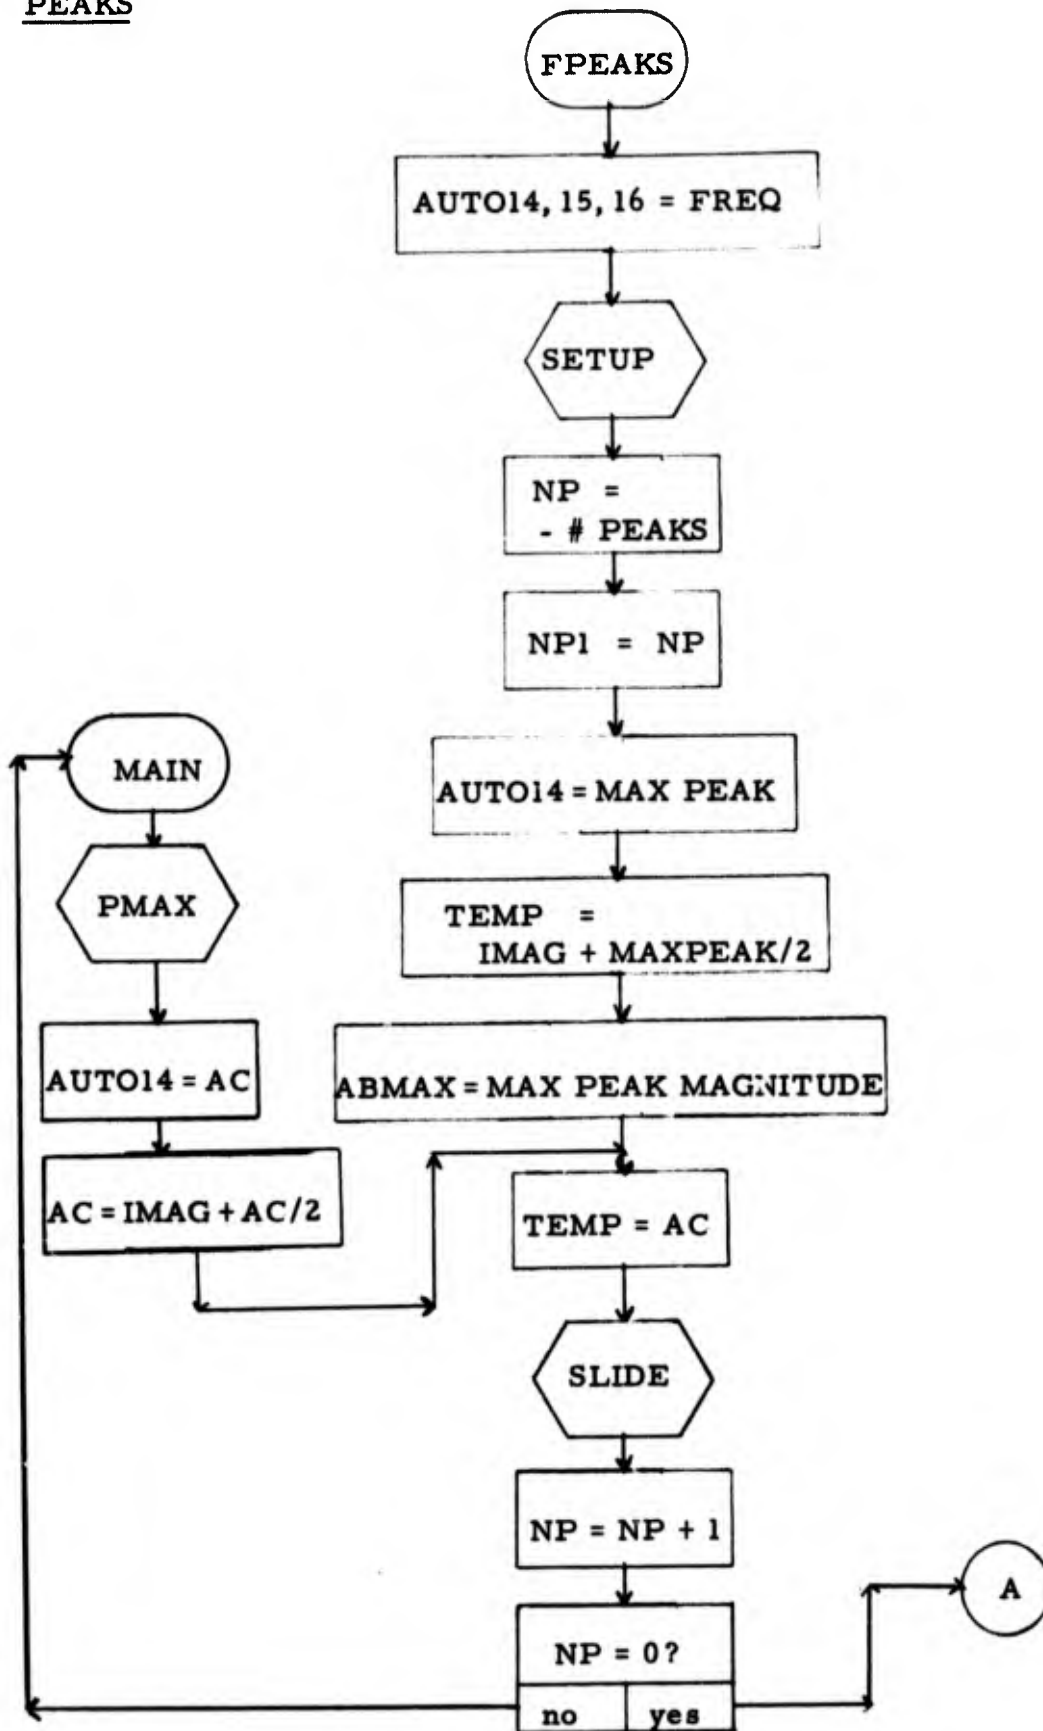 PEAKS
FPEAKS
AUTO14, 15, 16 = FREQ
SETUP
NP =
- # PEAKS
NP1 = NP
AUTO14 = MAX PEAK
TEMP =
IMAG + MAXPEAK/2
ABMAX = MAX PEAK MAGNITUDE
TEMP = AC
SLIDE
NP = NP + 1
NP = 0?
no
yes
MAIN
PMAX
AUTO14 = AC
AC = IMAG + AC/2
A